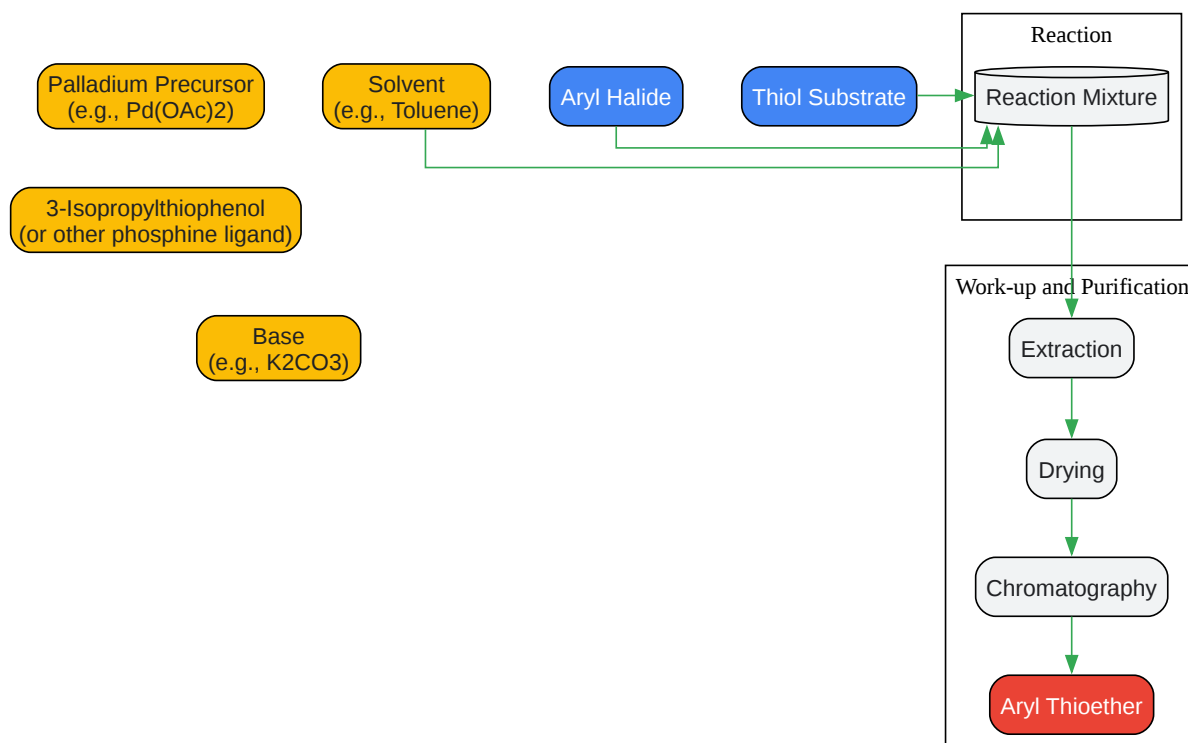 Reaction
Palladium Precursor
(e.g., Pd(OAc)2)
Solvent
(e.g., Toluene)
Aryl Halide
Thiol Substrate
Reaction Mixture
3-Isopropylthiophenol
(or other phosphine ligand)
Base
(e.g., K2CO3)
Work-up and Purification
Extraction
Drying
Chromatography
Aryl Thioether